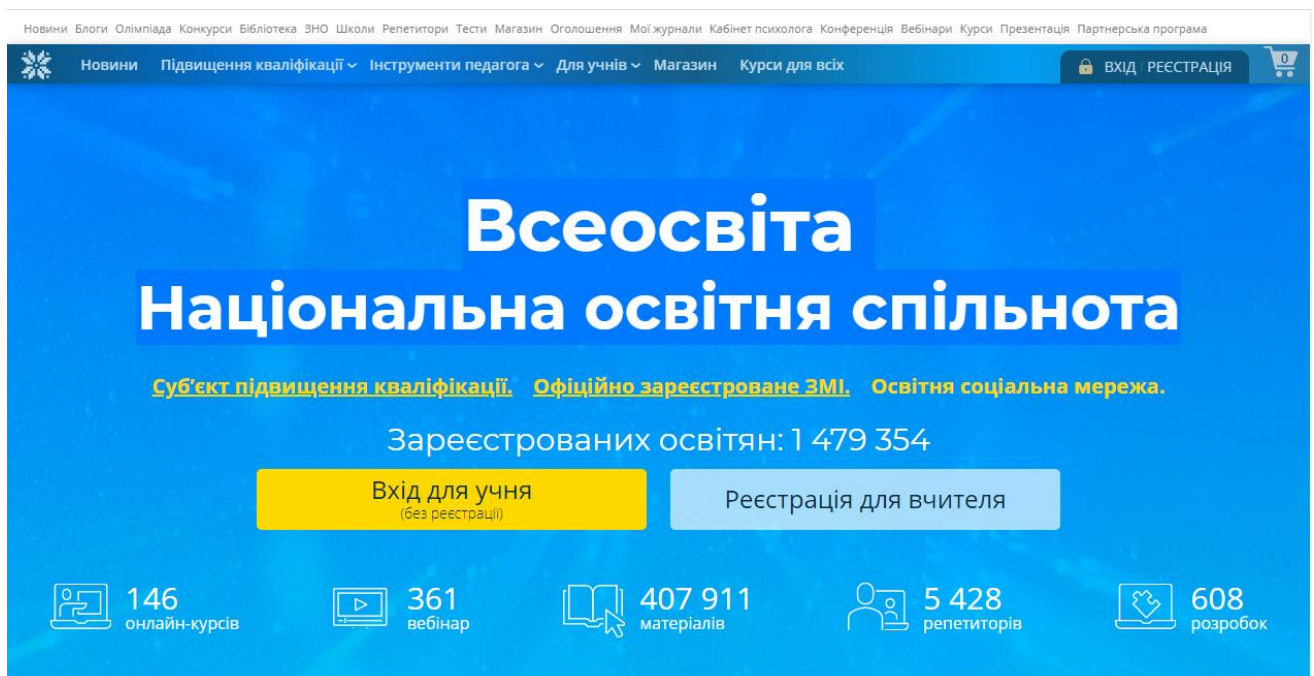 Новини Блоги Олімпіада Конкурси Бібліотека ЗНО Школи Репетитори Тести Магазин Оголошення Мої журнали Кабінет психолога Конференція Вебінари Курси Презентація Партнерська програма
Новини Підвищення кваліфікації Інструменти педагога Для учнів Магазин Курси для всіх ВХІД | РЕЄСТРАЦІЯ 0
Всеосвіта
Національна освітня спільнота
Суб’єкт підвищення кваліфікації. Офіційно зареєстроване ЗМІ. Освітня соціальна мережа.
Зареєстрованих освітян: 1 479 354
Вхід для учня Реєстрація для вчителя
(без реєстрації)
146 361 407 911 5 428 608
онлайн-курсів вебінар матеріалів репетиторів розробок